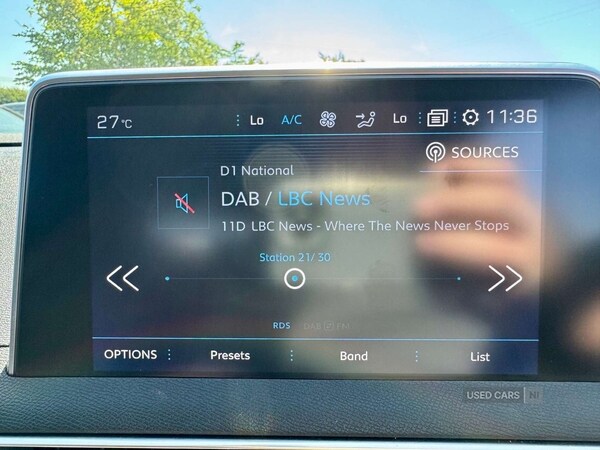 27°C Lo A/C Lo 11:36
SOURCES
D1 National
DAB / LBC News
11D LBC News - Where The News Never Stops
Station 21/ 30
RDS DAB
OPTIONS Presets Band List
USED CARS NI